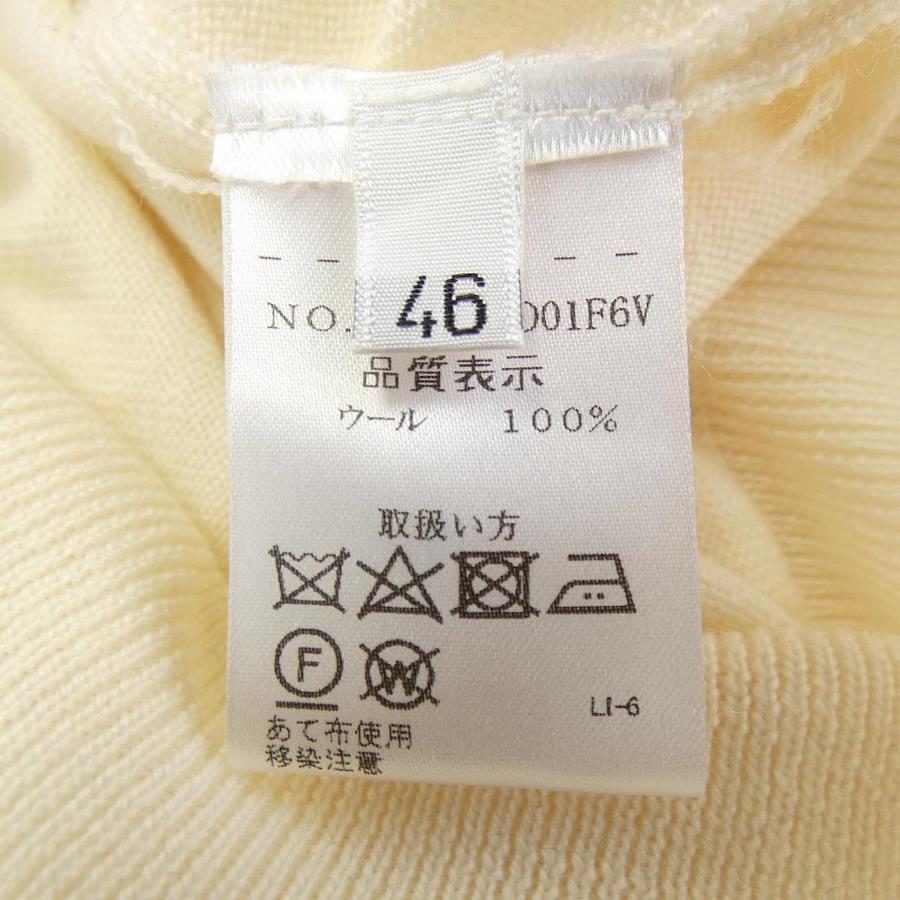 NO. 46 001F6V
品質表示
ウール 100%
取扱い方
F W
LI-6
あて布使用
移染注意